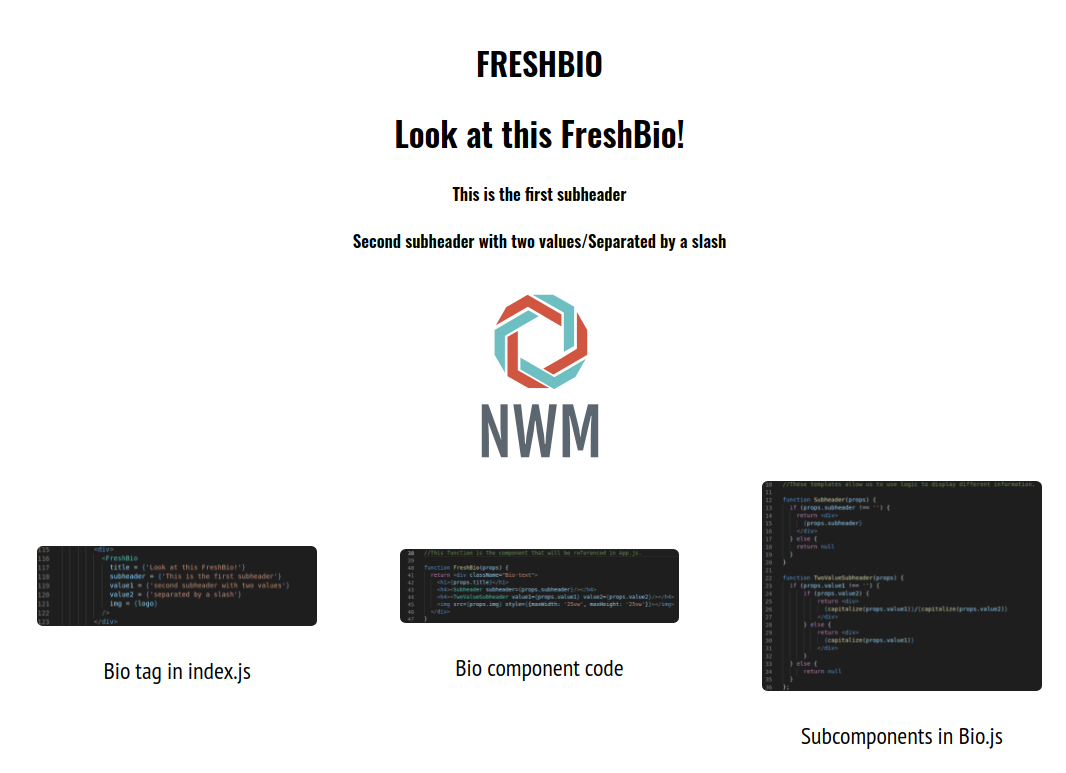 FRESHBIO
Look at this FreshBio!
This is the first subheader
Second subheader with two values/Separated by a slash
NWM
115 <div>
116 <FreshBio
117 title = {'Look at this FreshBio!'}
118 subheader = {'This is the first subheader'}
119 value1 = {'second subheader with two values'}
120 value2 = {'separated by a slash'}
121 img = {logo}
122 />
123 </div>
Bio tag in index.js
38 //This function is the component that will be referenced in App.js.
39
40 function FreshBio(props) {
41 return <div className="Bio-text">
42 <h1>{props.title}</h1>
43 <h4><Subheader subheader={props.subheader}/></h4>
44 <h4><TwoValueSubheader value1={props.value1} value2={props.value2}/></h4>
45 <img src={props.img} style={{maxWidth: '25vw', maxHeight: '25vw'}}></img>
46 </div>
47 }
Bio component code
10 //These templates allow us to use logic to display different information.
11
12 function Subheader(props) {
13 if (props.subheader !== '') {
14 return <div>
15 {props.subheader}
16 </div>
17 } else {
18 return null
19 }
20 }
21
22 function TwoValueSubheader(props) {
23 if (props.value1 !== '') {
24 if (props.value2) {
25 return <div>
26 {capitalize(props.value1)}/{capitalize(props.value2)}
27 </div>
28 } else {
29 return <div>
30 {capitalize(props.value1)}
31 </div>
32 }
33 } else {
34 return null
35 }
36 };
Subcomponents in Bio.js